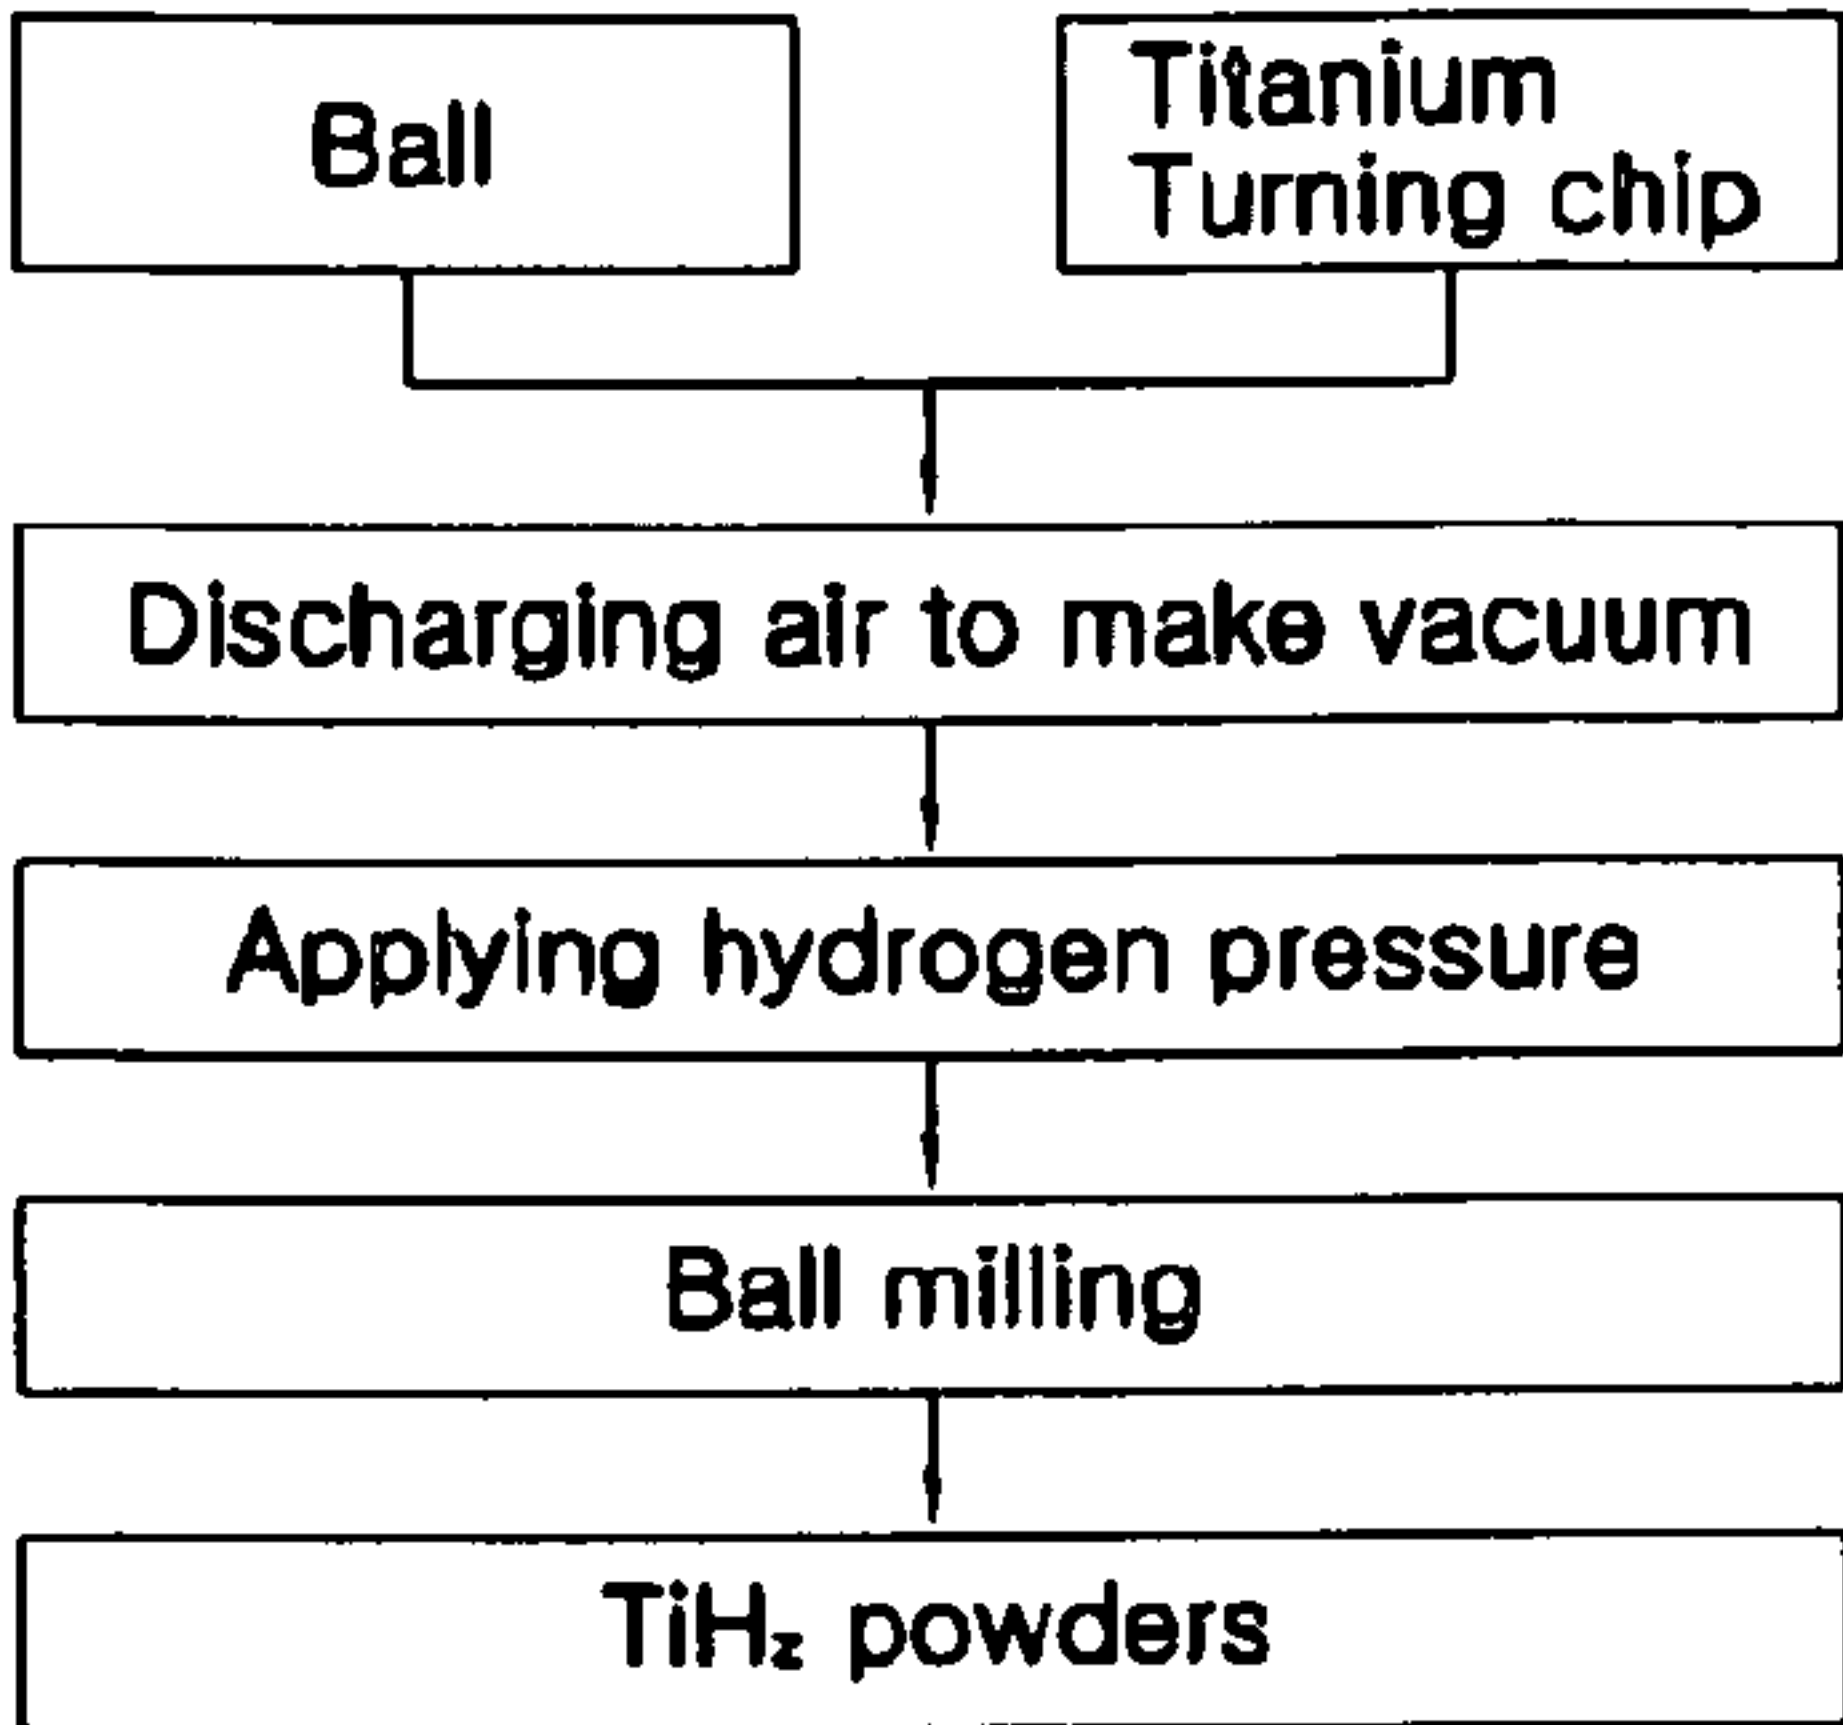 Ball
Titanium
Turning chip
Discharging air to make vacuum
Applying hydrogen pressure
Ball milling
TiH₂ powders